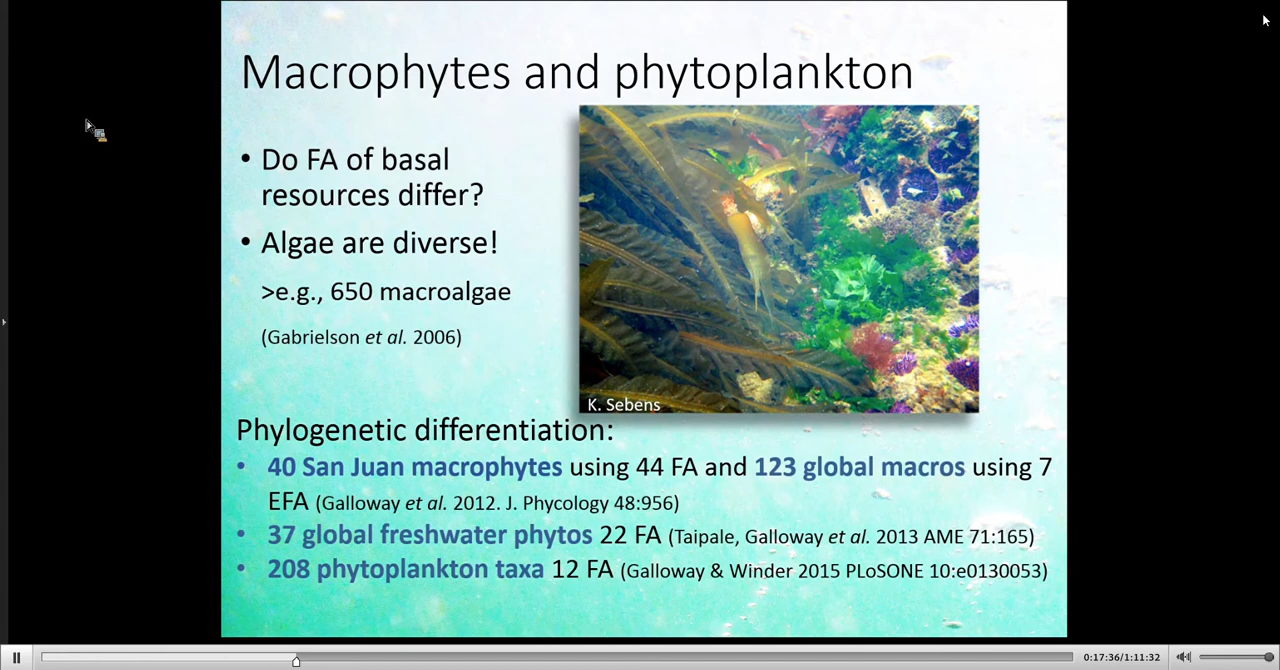 Macrophytes and phytoplankton
• Do FA of basal
resources differ?
• Algae are diverse!
>e.g., 650 macroalgae
(Gabrielson et al. 2006)
K. Sebens
Phylogenetic differentiation:
• 40 San Juan macrophytes using 44 FA and 123 global macros using 7
EFA (Galloway et al. 2012. J. Phycology 48:956)
• 37 global freshwater phytos 22 FA (Taipale, Galloway et al. 2013 AME 71:165)
• 208 phytoplankton taxa 12 FA (Galloway & Winder 2015 PLoSONE 10:e0130053)
0:17:36/1:11:32